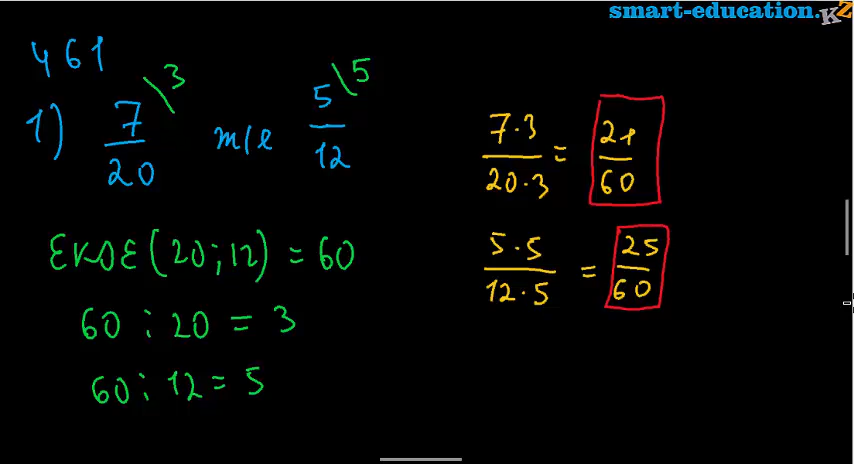 smart-education.KZ
461
1) 7/20 \3 м/е 5/12 \5
ЕКОЕ(20;12) = 60
60 : 20 = 3
60 : 12 = 5
7·3/20·3 = 21/60
5·5/12·5 = 25/60